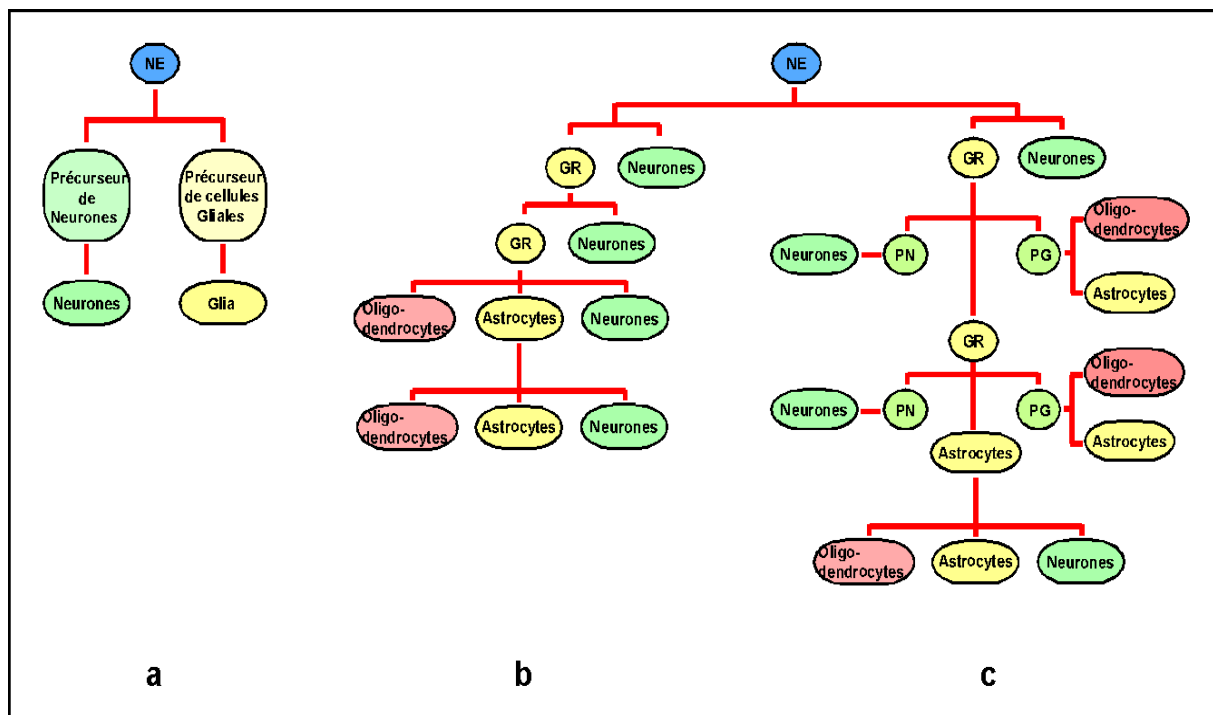 NE
Précurseur
de
Neurones
Précurseur
de cellules
Gliales
Neurones
Glia
a
NE
GR
Neurones
GR
Neurones
Oligo-
dendrocytes
Astrocytes
Neurones
Oligo-
dendrocytes
Astrocytes
Neurones
b
GR
Neurones
Neurones
PN
PG
Oligo-
dendrocytes
Astrocytes
GR
Neurones
PN
PG
Oligo-
dendrocytes
Astrocytes
Astrocytes
Oligo-
dendrocytes
Astrocytes
Neurones
c